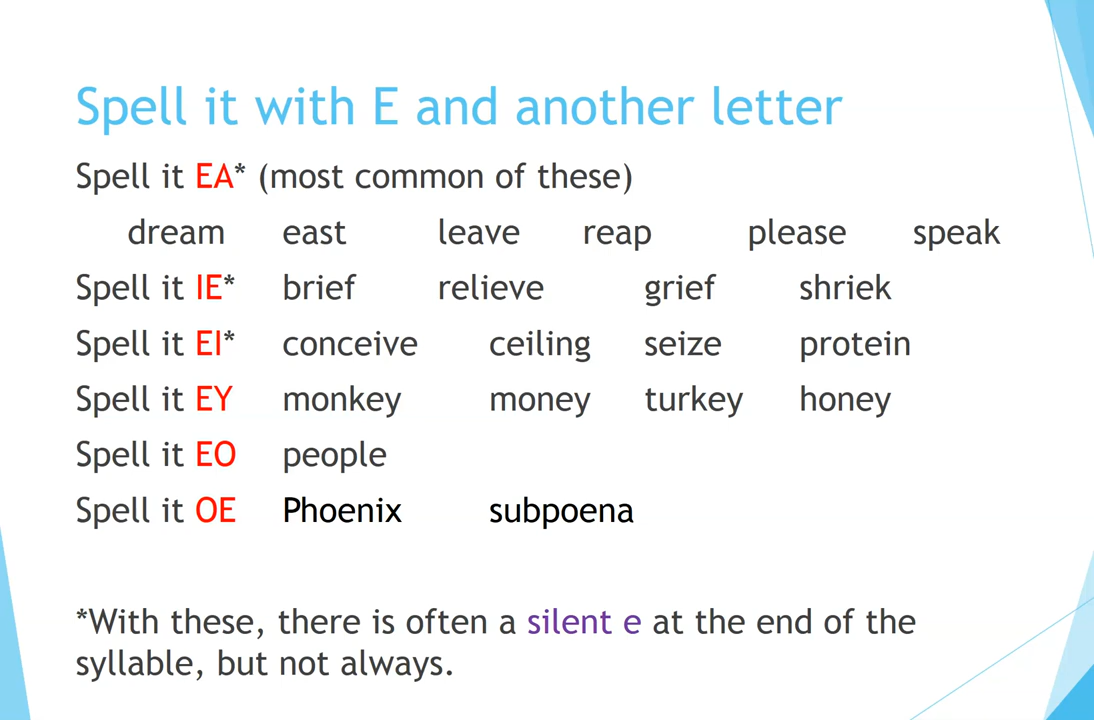 Spell it with E and another letter
Spell it EA* (most common of these)
dream east leave reap please speak
Spell it IE* brief relieve grief shriek
Spell it EI* conceive ceiling seize protein
Spell it EY monkey money turkey honey
Spell it EO people
Spell it OE Phoenix subpoena
*With these, there is often a silent e at the end of the
syllable, but not always.